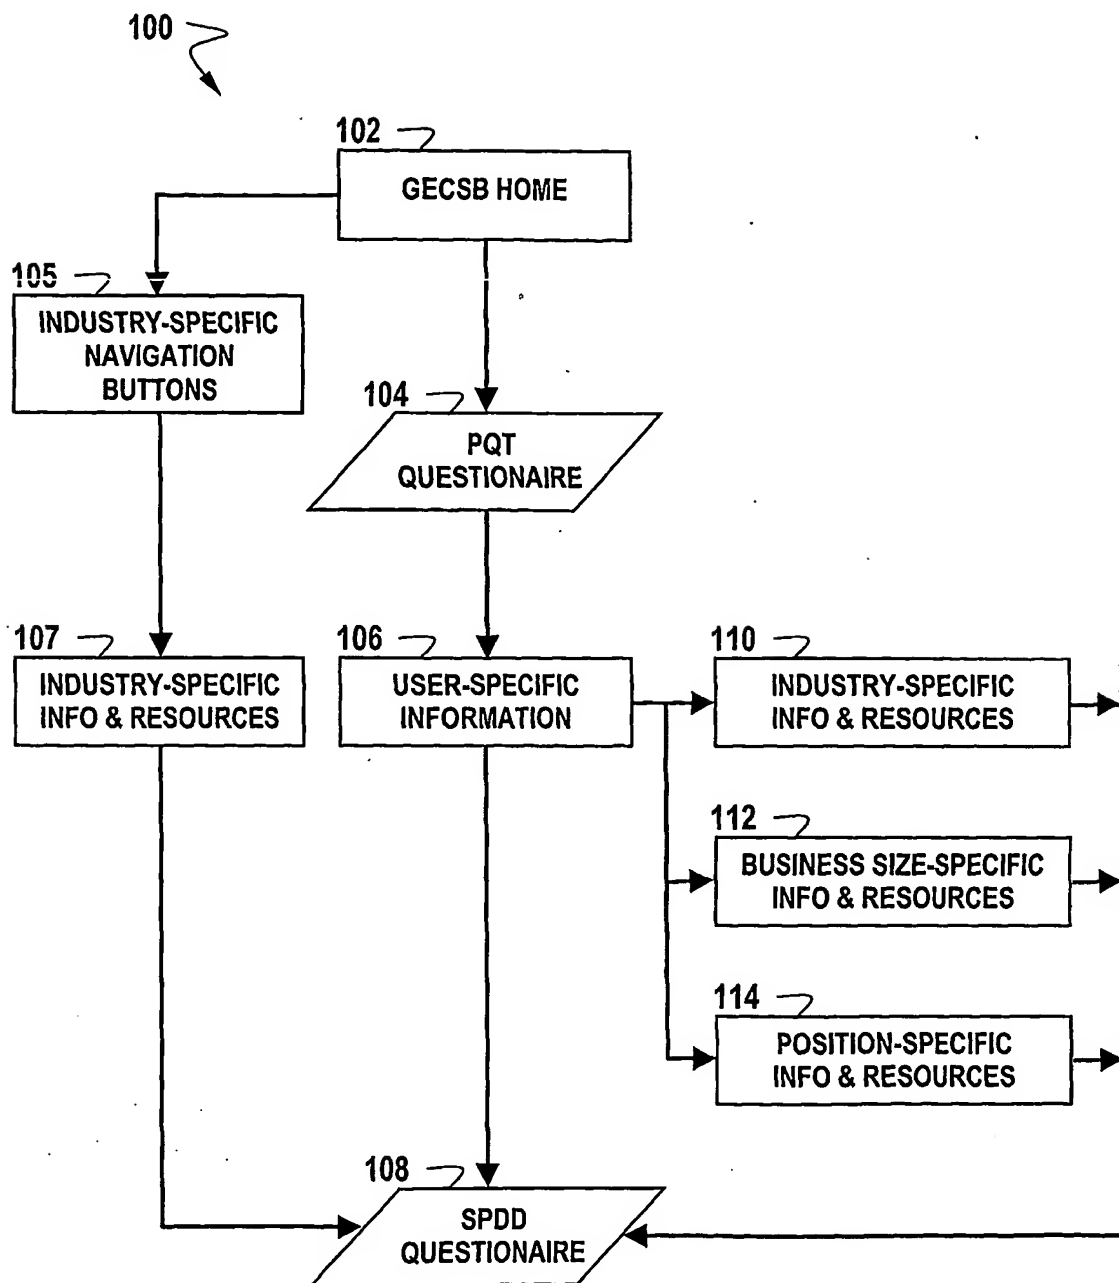 100
102
GECSB HOME
105
INDUSTRY-SPECIFIC
NAVIGATION
BUTTONS
104
PQT
QUESTIONAIRE
107
INDUSTRY-SPECIFIC
INFO & RESOURCES
106
USER-SPECIFIC
INFORMATION
110
INDUSTRY-SPECIFIC
INFO & RESOURCES
112
BUSINESS SIZE-SPECIFIC
INFO & RESOURCES
114
POSITION-SPECIFIC
INFO & RESOURCES
108
SPDD
QUESTIONAIRE